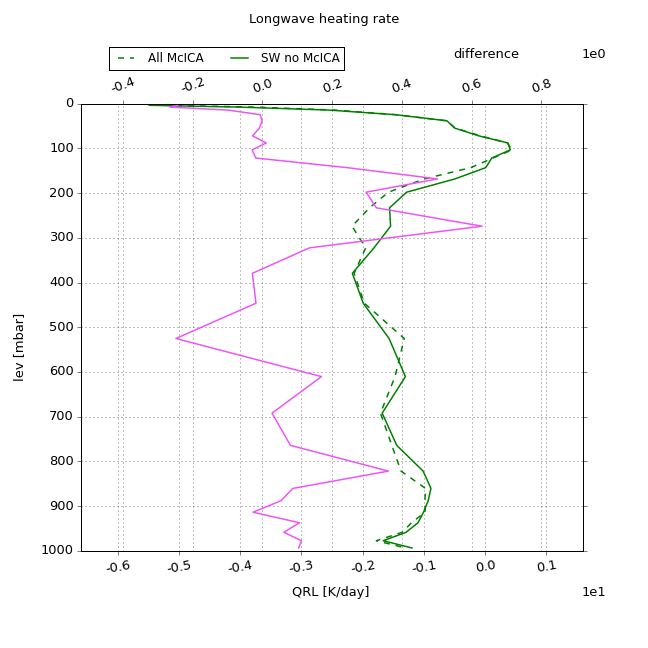 Longwave heating rate
All McICA SW no McICA difference 1e0
-0.4 -0.2 0.0 0.2 0.4 0.6 0.8
0
100
200
300
400
500
600
700
800
900
1000
lev [mbar]
-0.6 -0.5 -0.4 -0.3 -0.2 -0.1 0.0 0.1
QRL [K/day] 1e1